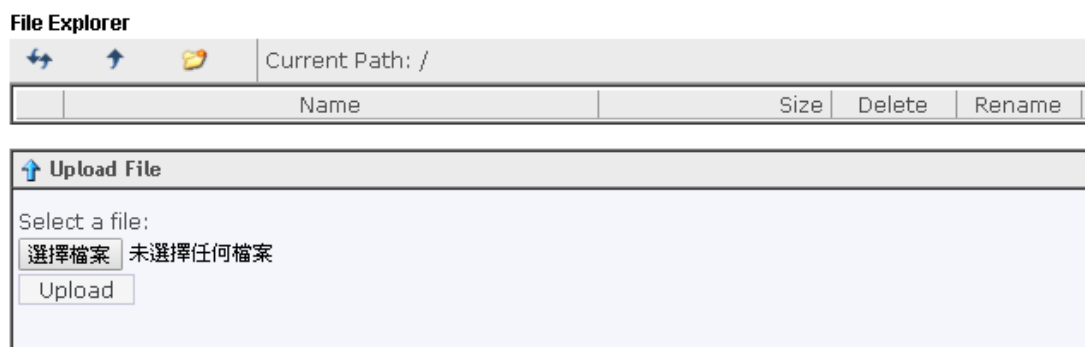 File Explorer
Current Path: /
Name Size Delete Rename
Upload File
Select a file:
選擇檔案 未選擇任何檔案
Upload